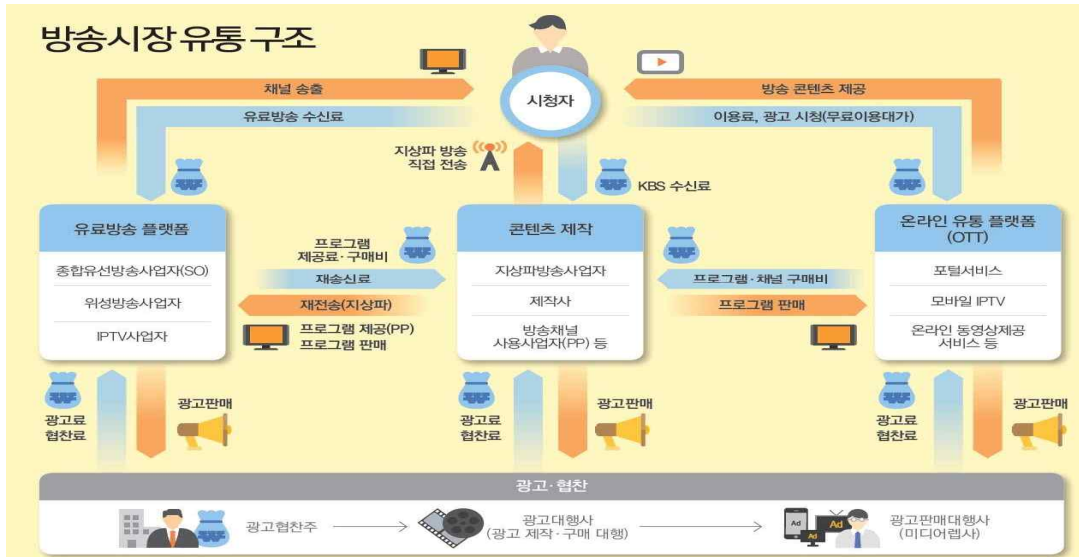 방송시장 유통 구조
채널 송출
유료방송 수신료
시청자
방송 콘텐츠 제공
이용료, 광고 시청(무료이용대가)
지상파 방송
직접 전송
KBS 수신료
유료방송 플랫폼
종합유선방송사업자(SO)
위성방송사업자
IPTV사업자
프로그램
제공료·구매비
재송신료
재전송(지상파)
프로그램 제공(PP)
프로그램 판매
콘텐츠 제작
지상파방송사업자
제작사
방송채널
사용사업자(PP) 등
프로그램·채널 구매비
프로그램 판매
온라인 유통 플랫폼
(OTT)
포털서비스
모바일 IPTV
온라인 동영상제공
서비스 등
광고료
협찬료
광고판매
광고료
협찬료
광고판매
광고료
협찬료
광고판매
광고·협찬
광고협찬주
광고대행사
(광고 제작·구매 대행)
Ad
Ad
Ad
광고판매대행사
(미디어렙사)